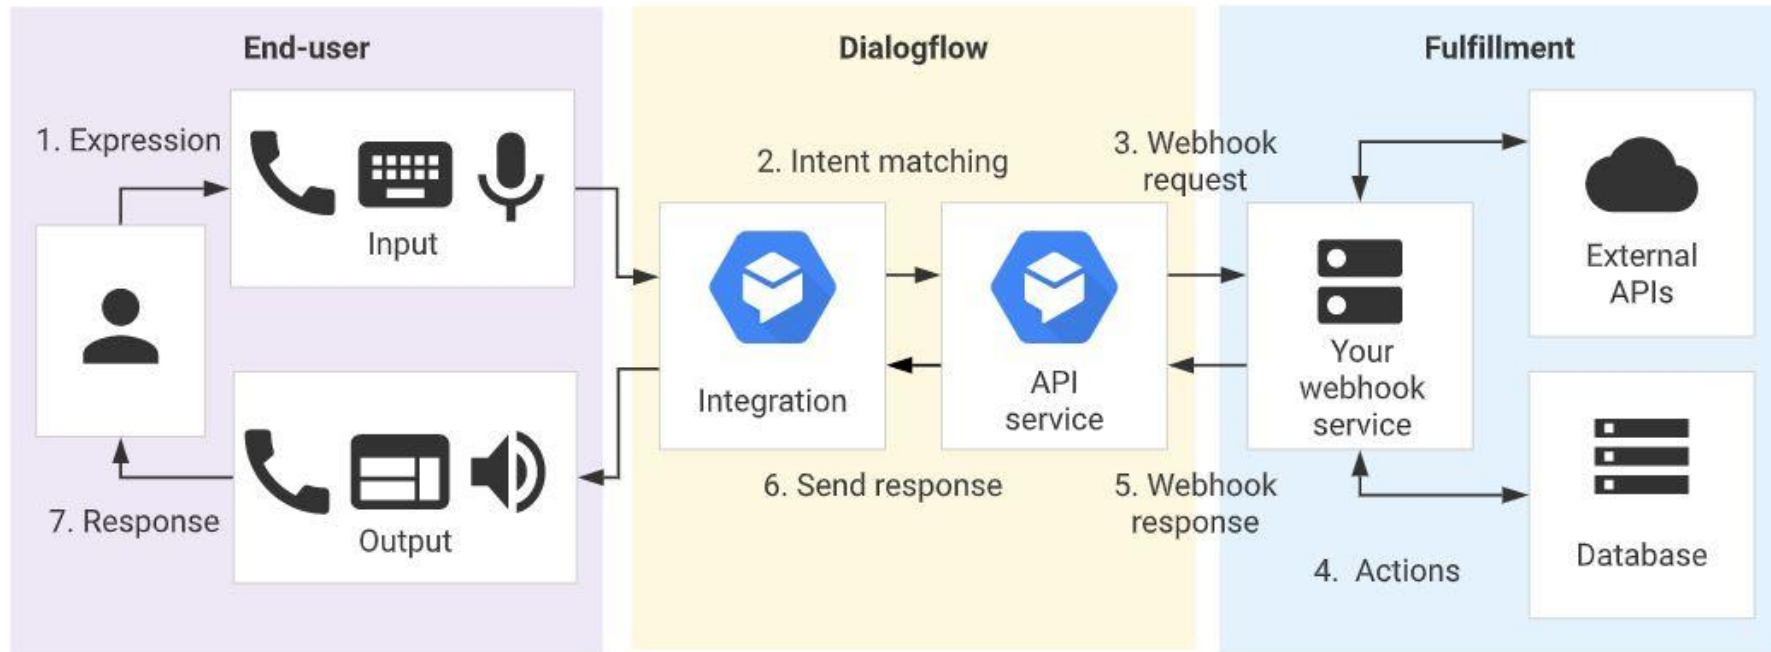 End-user
Dialogflow
Fulfillment
1. Expression
Input
2. Intent matching
3. Webhook
request
External
APIs
Integration
API
service
Your
webhook
service
7. Response
Output
6. Send response
5. Webhook
response
4. Actions
Database